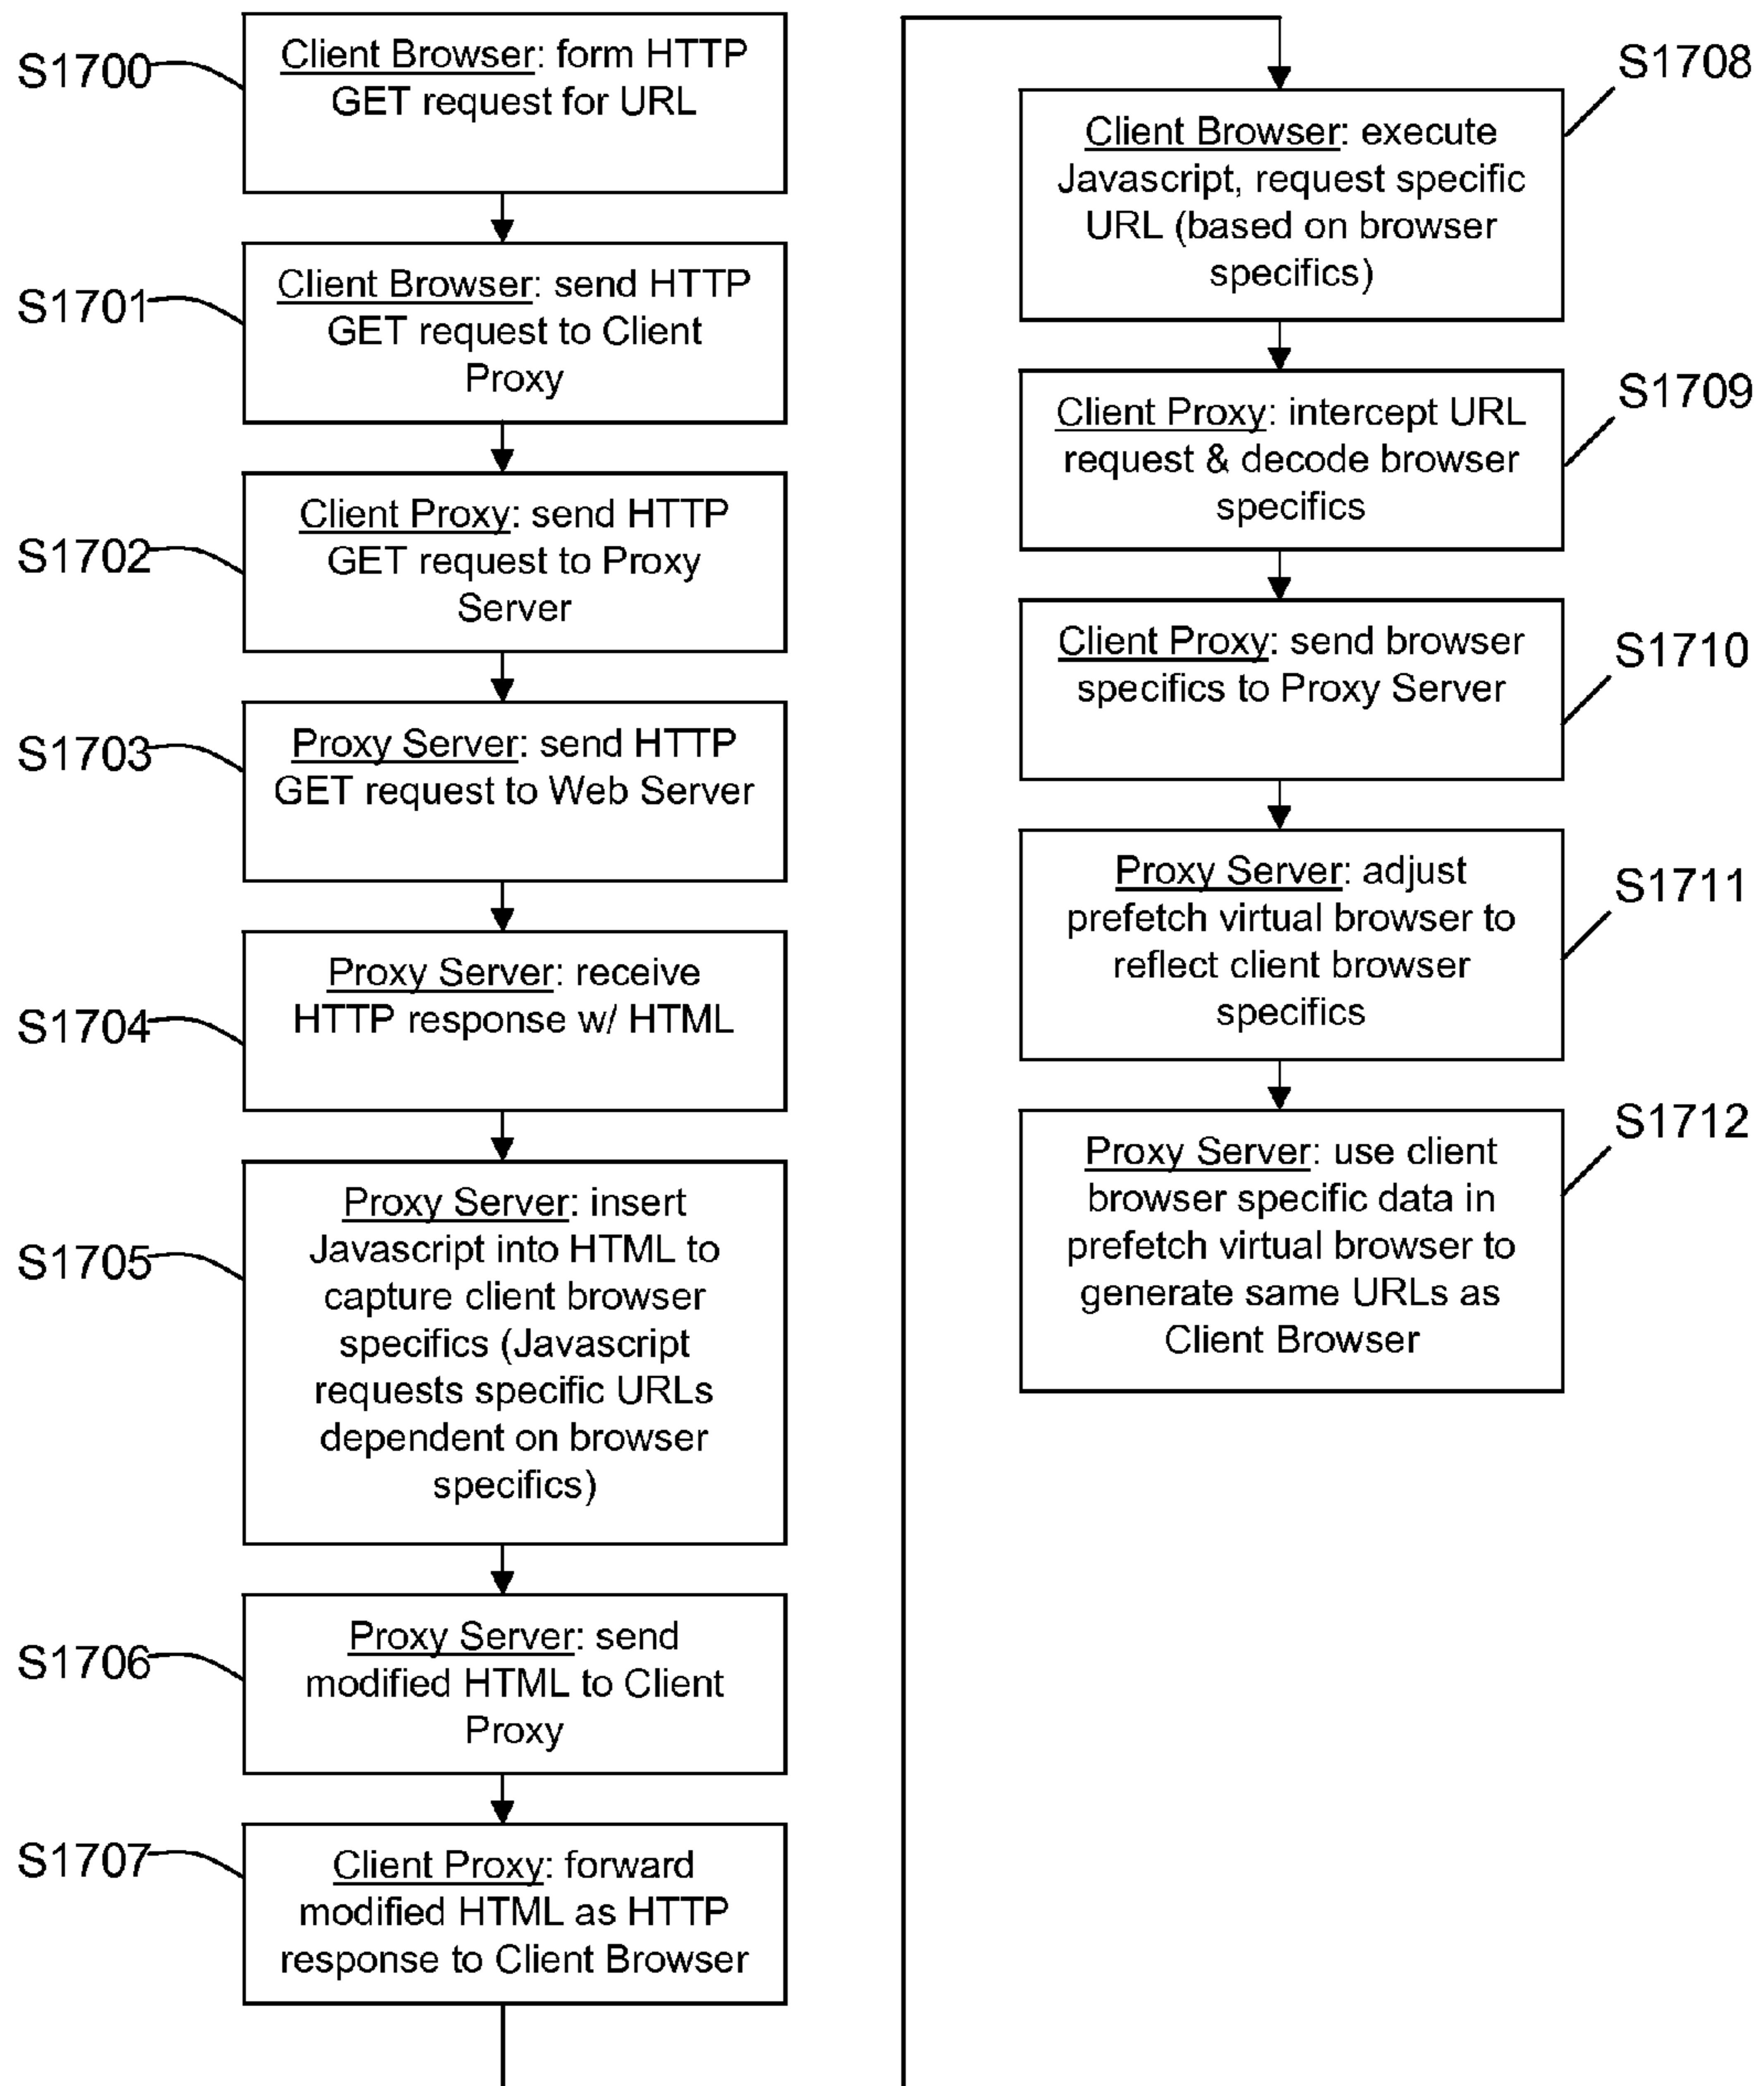 S1700
Client Browser: form HTTP
GET request for URL
S1701
Client Browser: send HTTP
GET request to Client
Proxy
S1702
Client Proxy: send HTTP
GET request to Proxy
Server
S1703
Proxy Server: send HTTP
GET request to Web Server
S1704
Proxy Server: receive
HTTP response w/ HTML
S1705
Proxy Server: insert
Javascript into HTML to
capture client browser
specifics (Javascript
requests specific URLs
dependent on browser
specifics)
S1706
Proxy Server: send
modified HTML to Client
Proxy
S1707
Client Proxy: forward
modified HTML as HTTP
response to Client Browser
S1708
Client Browser: execute
Javascript, request specific
URL (based on browser
specifics)
S1709
Client Proxy: intercept URL
request & decode browser
specifics
S1710
Client Proxy: send browser
specifics to Proxy Server
S1711
Proxy Server: adjust
prefetch virtual browser to
reflect client browser
specifics
S1712
Proxy Server: use client
browser specific data in
prefetch virtual browser to
generate same URLs as
Client Browser